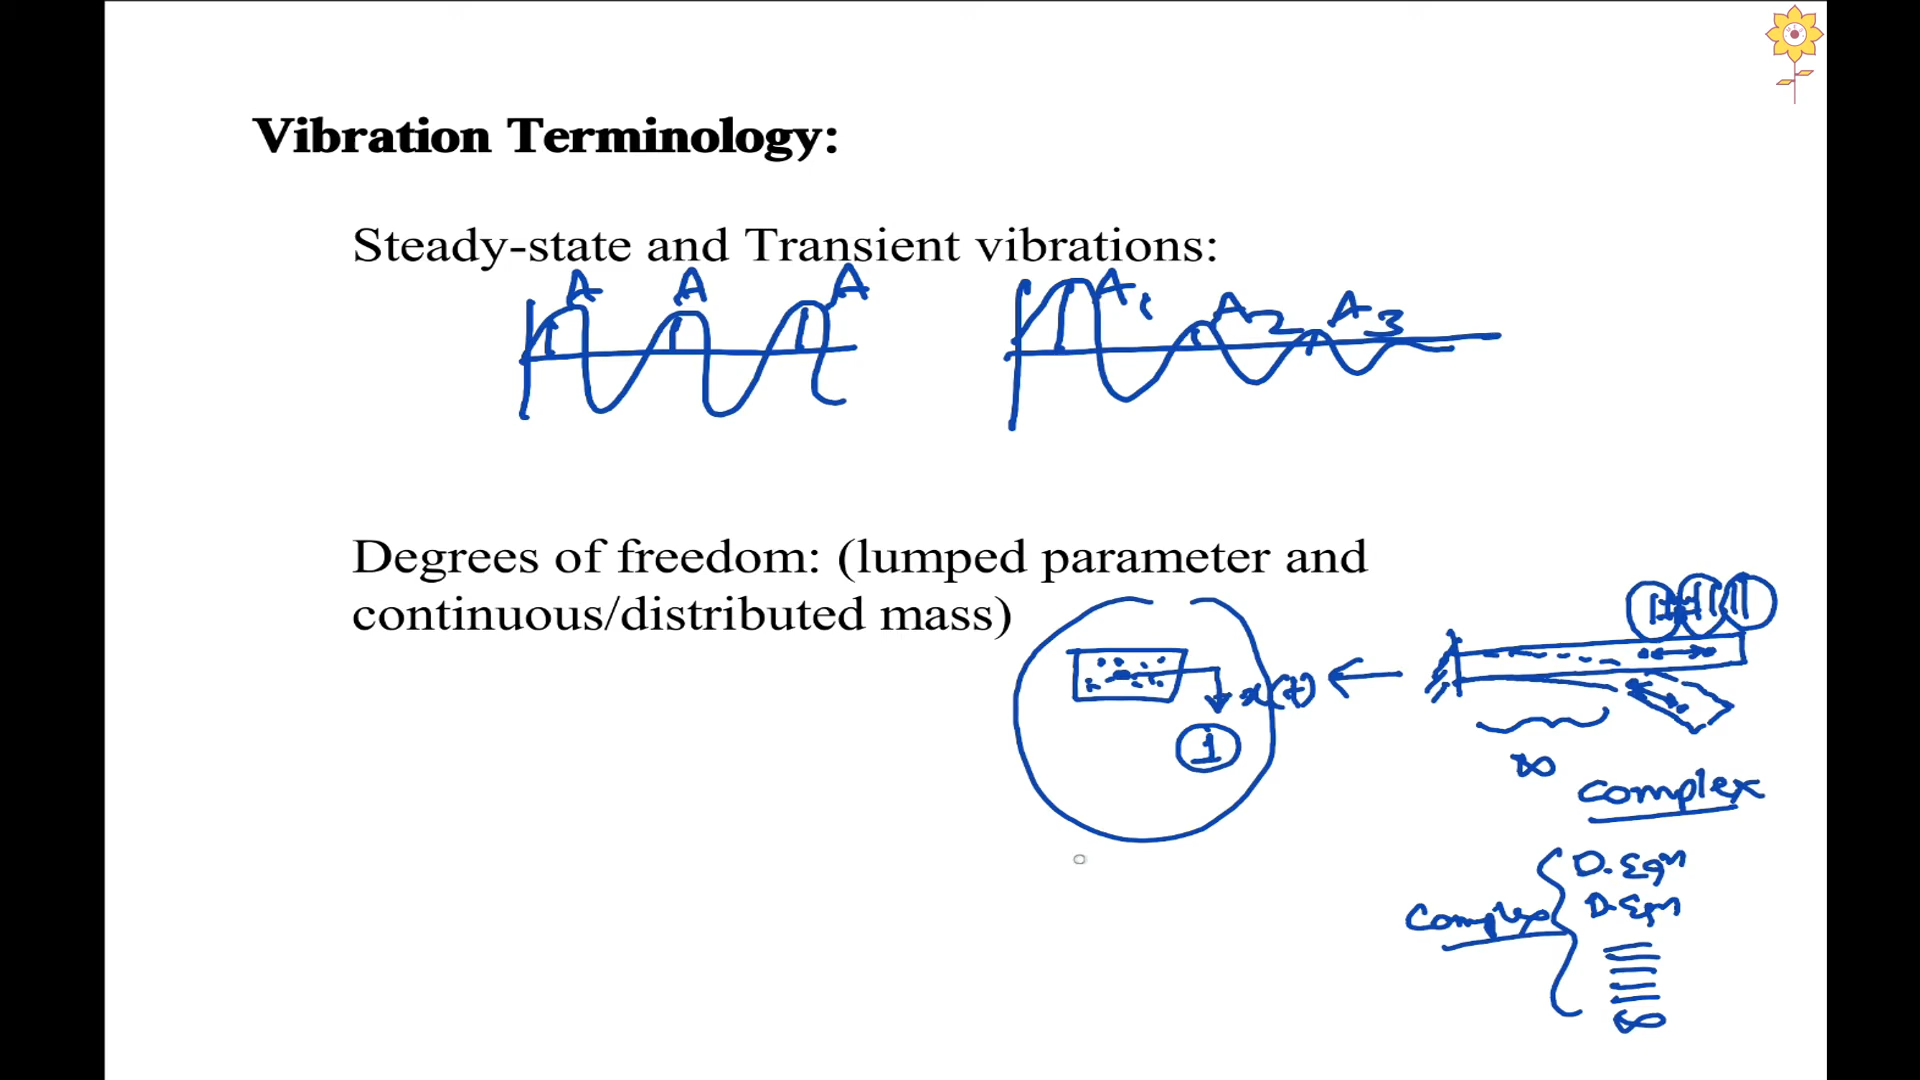 Vibration Terminology:
Steady-state and Transient vibrations:
A A A
A1 A2 A3
Degrees of freedom: (lumped parameter and
continuous/distributed mass)
x(t)
1
∞
complex
D. Eqn
complex
D. Eqn
∞